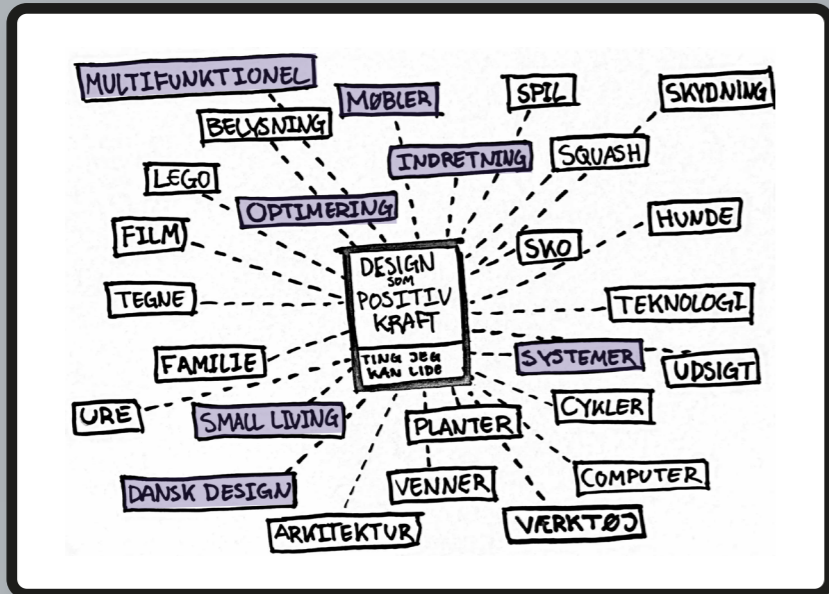 MULTIFUNKTIONEL
MØBLER
SPIL
SKYDNING
BELYSNING
INDRETNING
SQUASH
LEGO
OPTIMERING
HUNDE
FILM
SKO
DESIGN
SOM
POSITIV
KRAFT
TEGNE
TEKNOLOGI
TING JEG
KAN LIDE
FAMILIE
SYSTEMER
UDSIGT
URE
SMALL LIVING
CYKLER
PLANTER
DANSK DESIGN
VENNER
COMPUTER
ARKITEKTUR
VÆRKTØJ